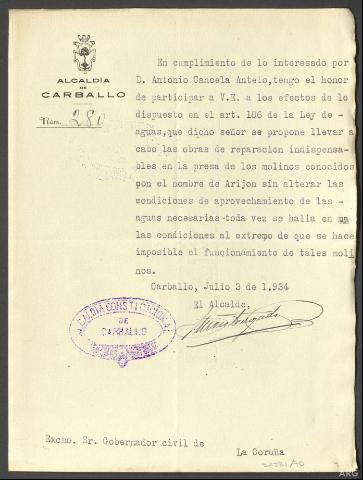 ALCALDIA
DE
CARBALLO
Núm. 280
En cumplimiento de lo interesado por
D. Antonio Cancela Antelo, tengo el honor
de participar a V.E. a los efectos de lo
dispuesto en el art. 186 de la Ley de -
aguas, que dicho señor se propone llevar a
cabo las obras de reparacion indispensa-
bles en la presa de los molinos conocidos
con el nombre de Arijon sin alterar las
condiciones de aprovechamiento de las -
aguas necesarias-toda vez se halla en ma
las condiciones al extremo de que se hace
imposible el funcionamiento de tales moli
nos.
Carballo, Julio 3 de 1.934
El Alcalde,
ALCALDIA CONSTITUCIONAL
DE
CARBALLO
Excmo. Sr. Gobernador civil de
La Coruña
ARG